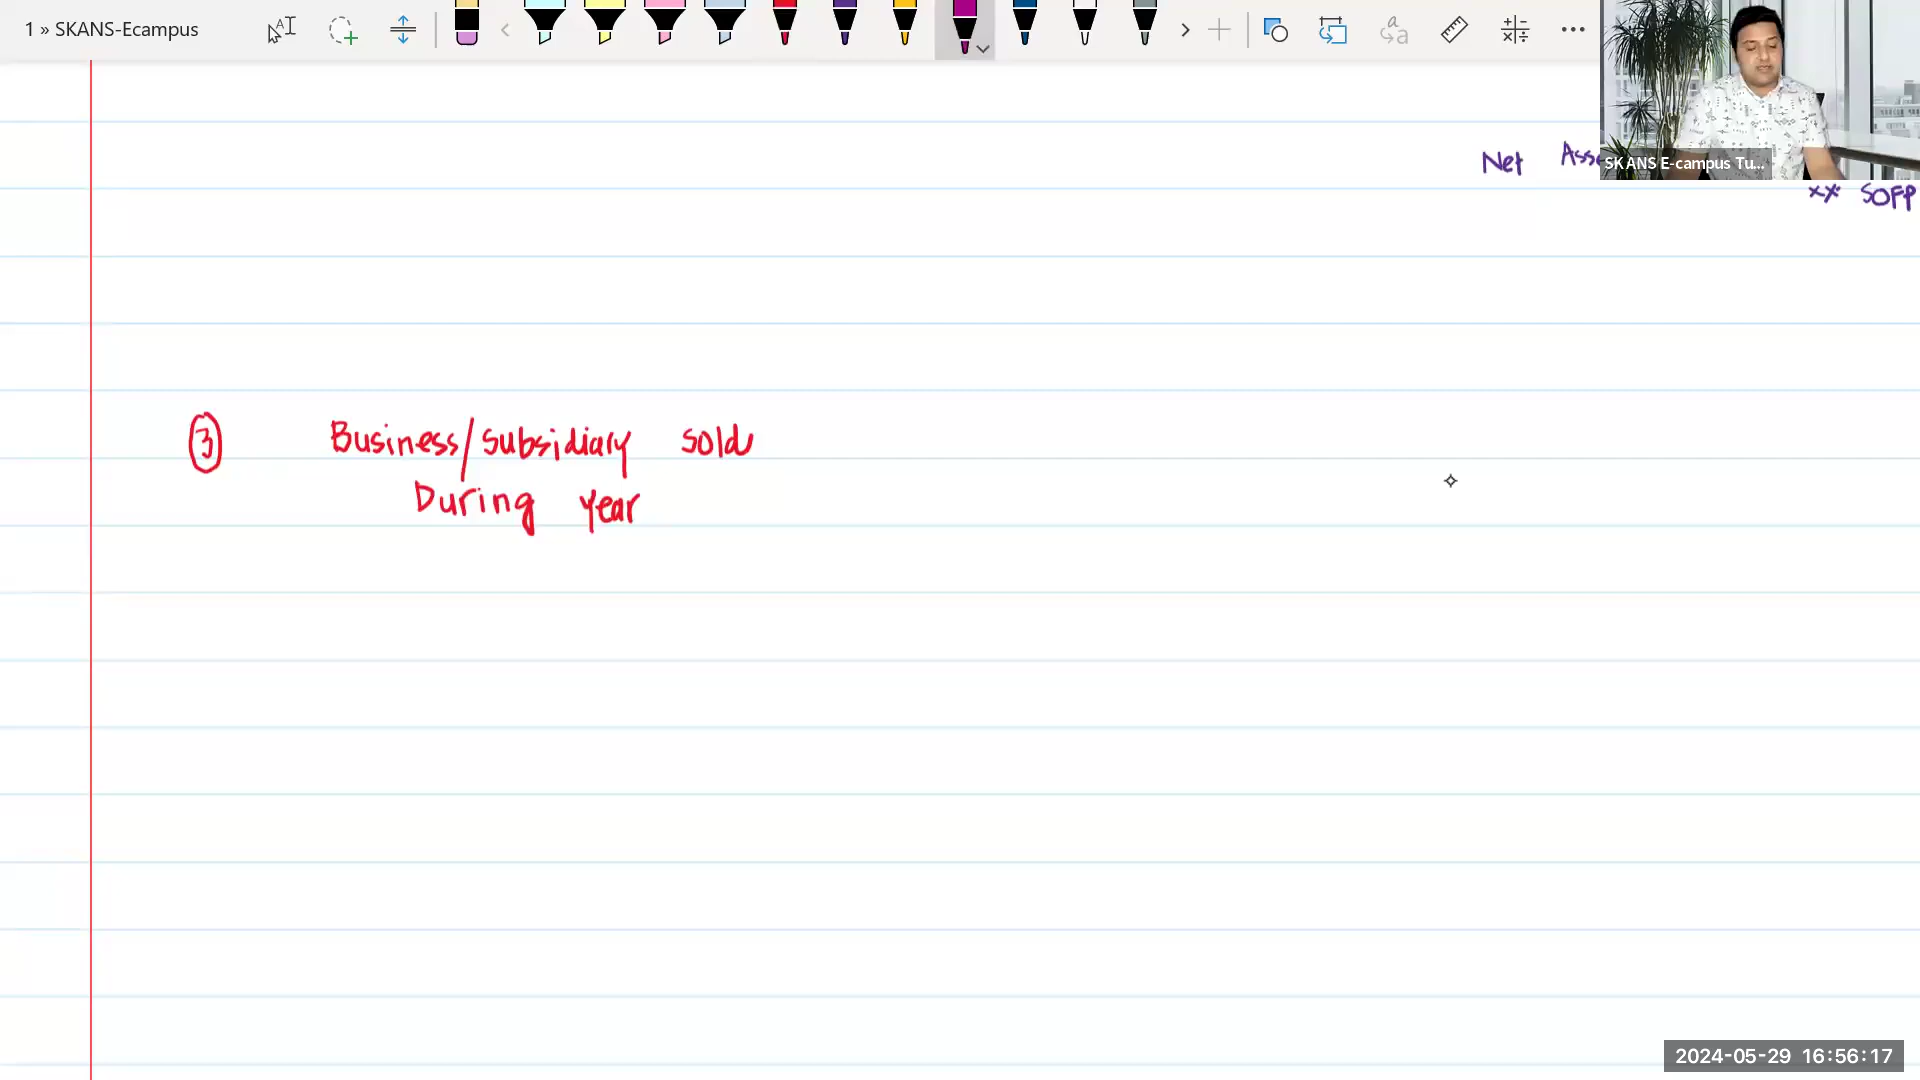 1 » SKANS-Ecampus
Net Asse
SKANS E-campus Tu...
** SOFP
3 Business/subsidiary sold
During year
2024-05-29 16:56:17